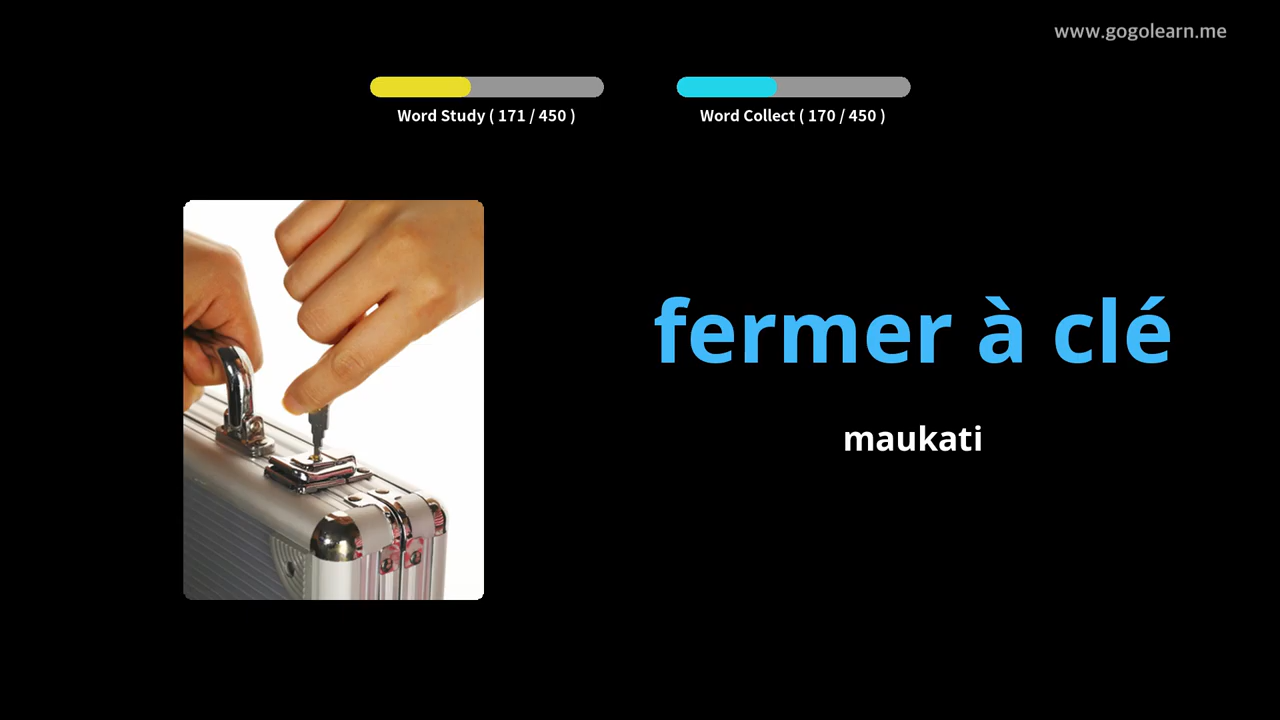 www.gogolearn.me
Word Study ( 171 / 450 )
Word Collect ( 170 / 450 )
fermer à clé
maukati